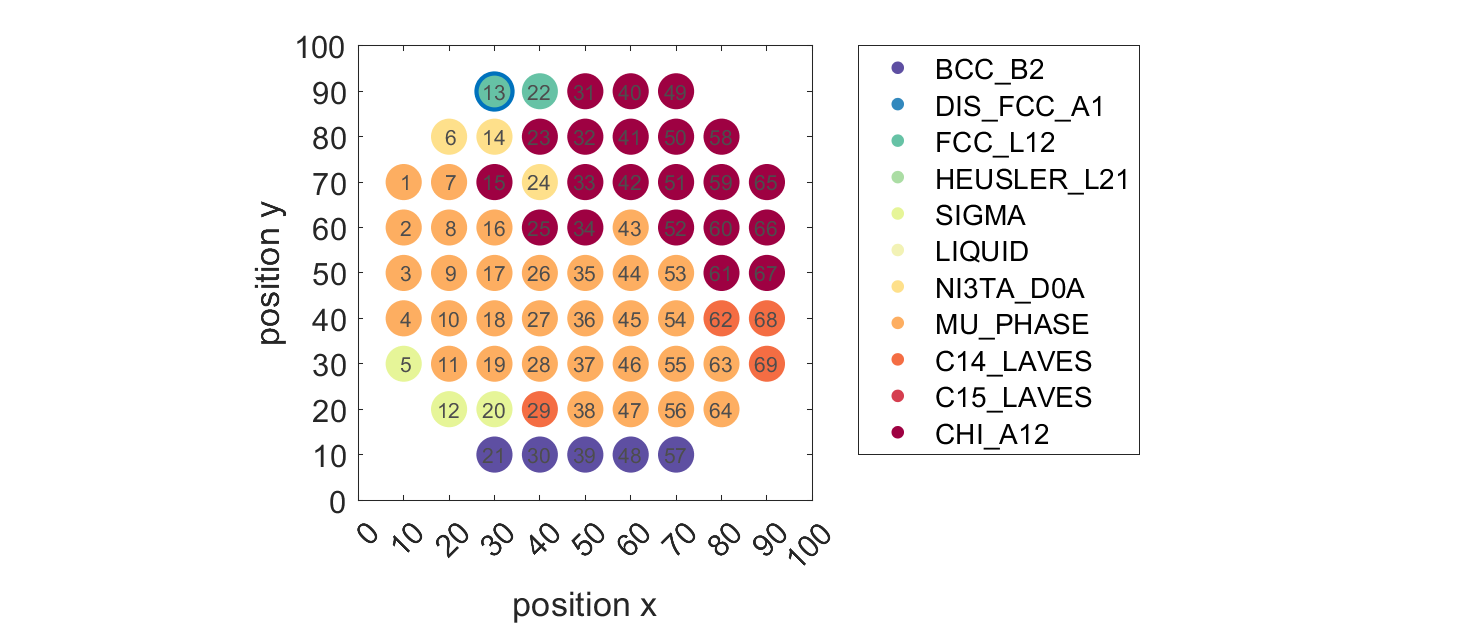 100
90
80
70
60
50
40
30
20
10
0
13 22 31 40 49
6 14 23 32 41 50 58
1 7 15 24 33 42 51 59 65
2 8 16 25 34 43 52 60 66
3 9 17 26 35 44 53 61 67
4 10 18 27 36 45 54 62 68
5 11 19 28 37 46 55 63 69
12 20 29 38 47 56 64
21 30 39 48 57
0 10 20 30 40 50 60 70 80 90 100
position x
position y
BCC_B2
DIS_FCC_A1
FCC_L12
HEUSLER_L21
SIGMA
LIQUID
NI3TA_D0A
MU_PHASE
C14_LAVES
C15_LAVES
CHI_A12